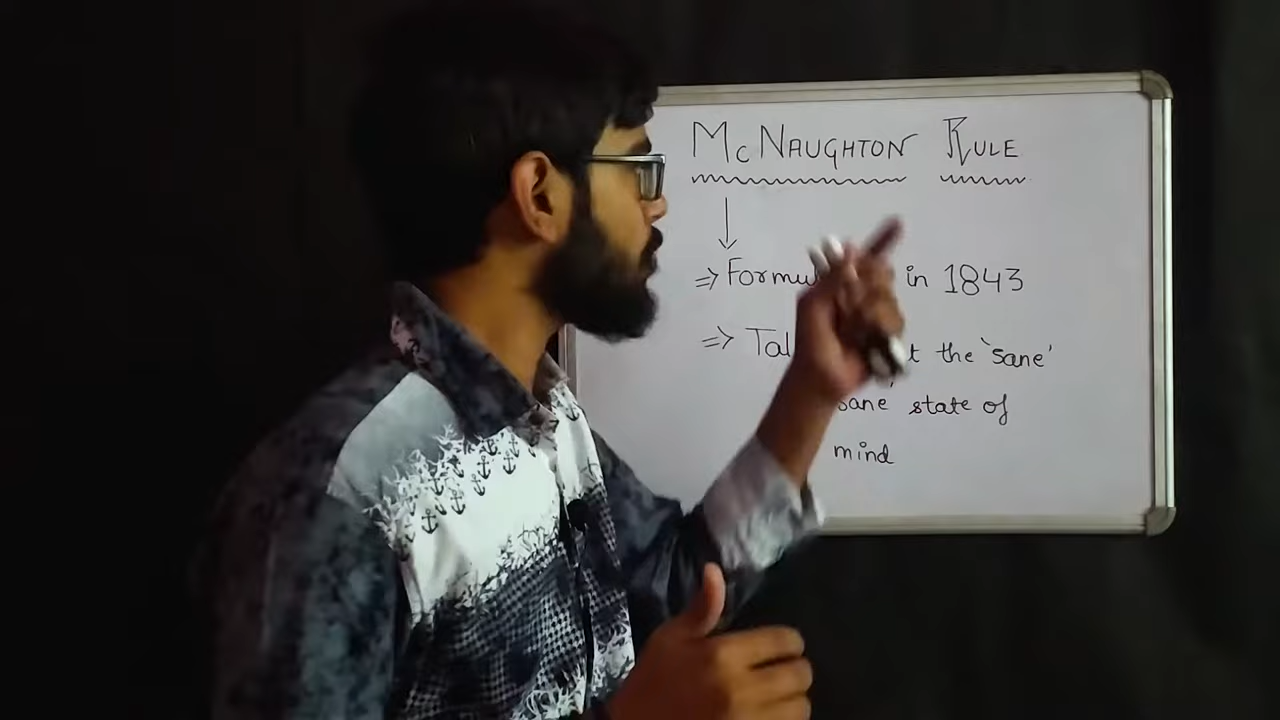 McNAUGHTON RULE
⇒ Formu in 1843
⇒ Tal t the `sane'
sane' state of
mind